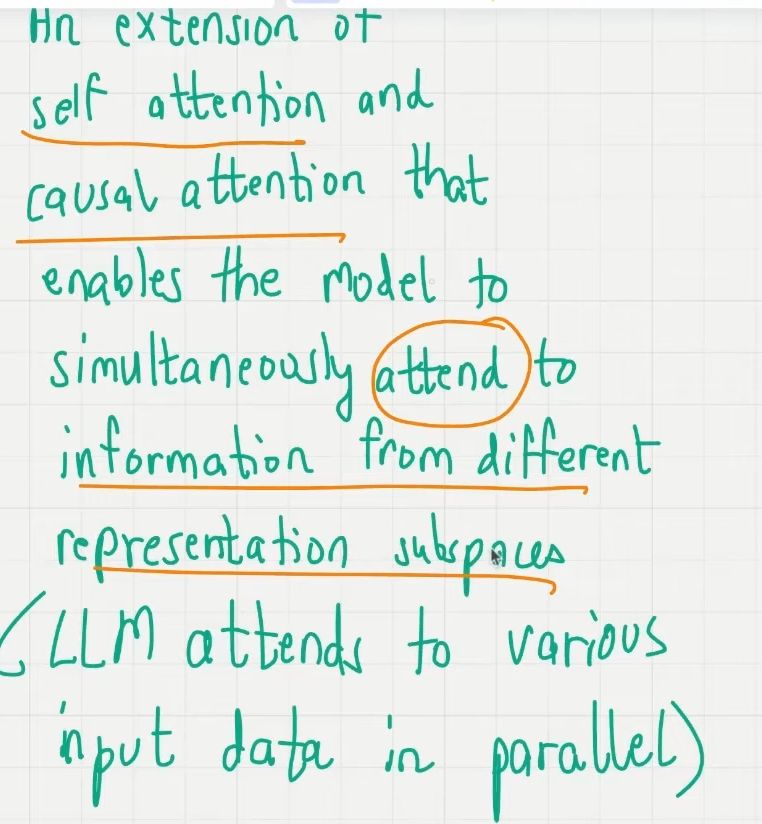 An extension of
self attention and
causal attention that
enables the model to
simultaneously attend to
information from different
representation subspaces
(LLM attends to various
input data in parallel)